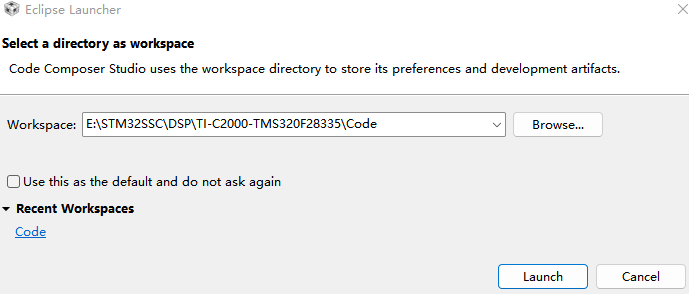 Eclipse Launcher
Select a directory as workspace
Code Composer Studio uses the workspace directory to store its preferences and development artifacts.
Workspace: E:\STM32SSC\DSP\TI-C2000-TMS320F28335\Code Browse...
Use this as the default and do not ask again
Recent Workspaces
Code
Launch Cancel